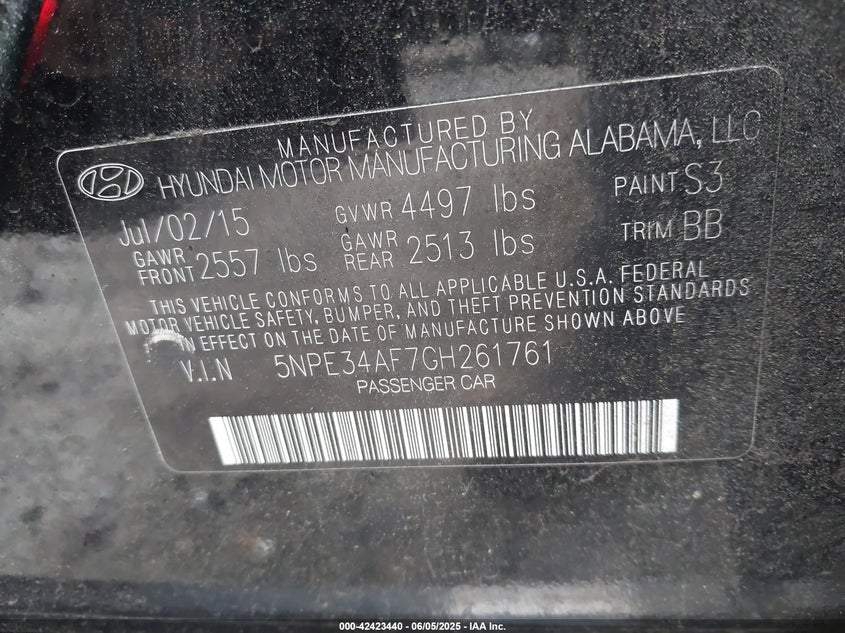 MANUFACTURED BY
HYUNDAI MOTOR MANUFACTURING ALABAMA, LLC
Jul/02/15 GVWR 4497 lbs PAINT S3
GAWR FRONT 2557 lbs GAWR REAR 2513 lbs TRIM BB
THIS VEHICLE CONFORMS TO ALL APPLICABLE U.S.A. FEDERAL
MOTOR VEHICLE SAFETY, BUMPER, AND THEFT PREVENTION STANDARDS
IN EFFECT ON THE DATE OF MANUFACTURE SHOWN ABOVE
V.I.N 5NPE34AF7GH261761
PASSENGER CAR
000-42423440 - 06/05/2025 - IAA Inc.